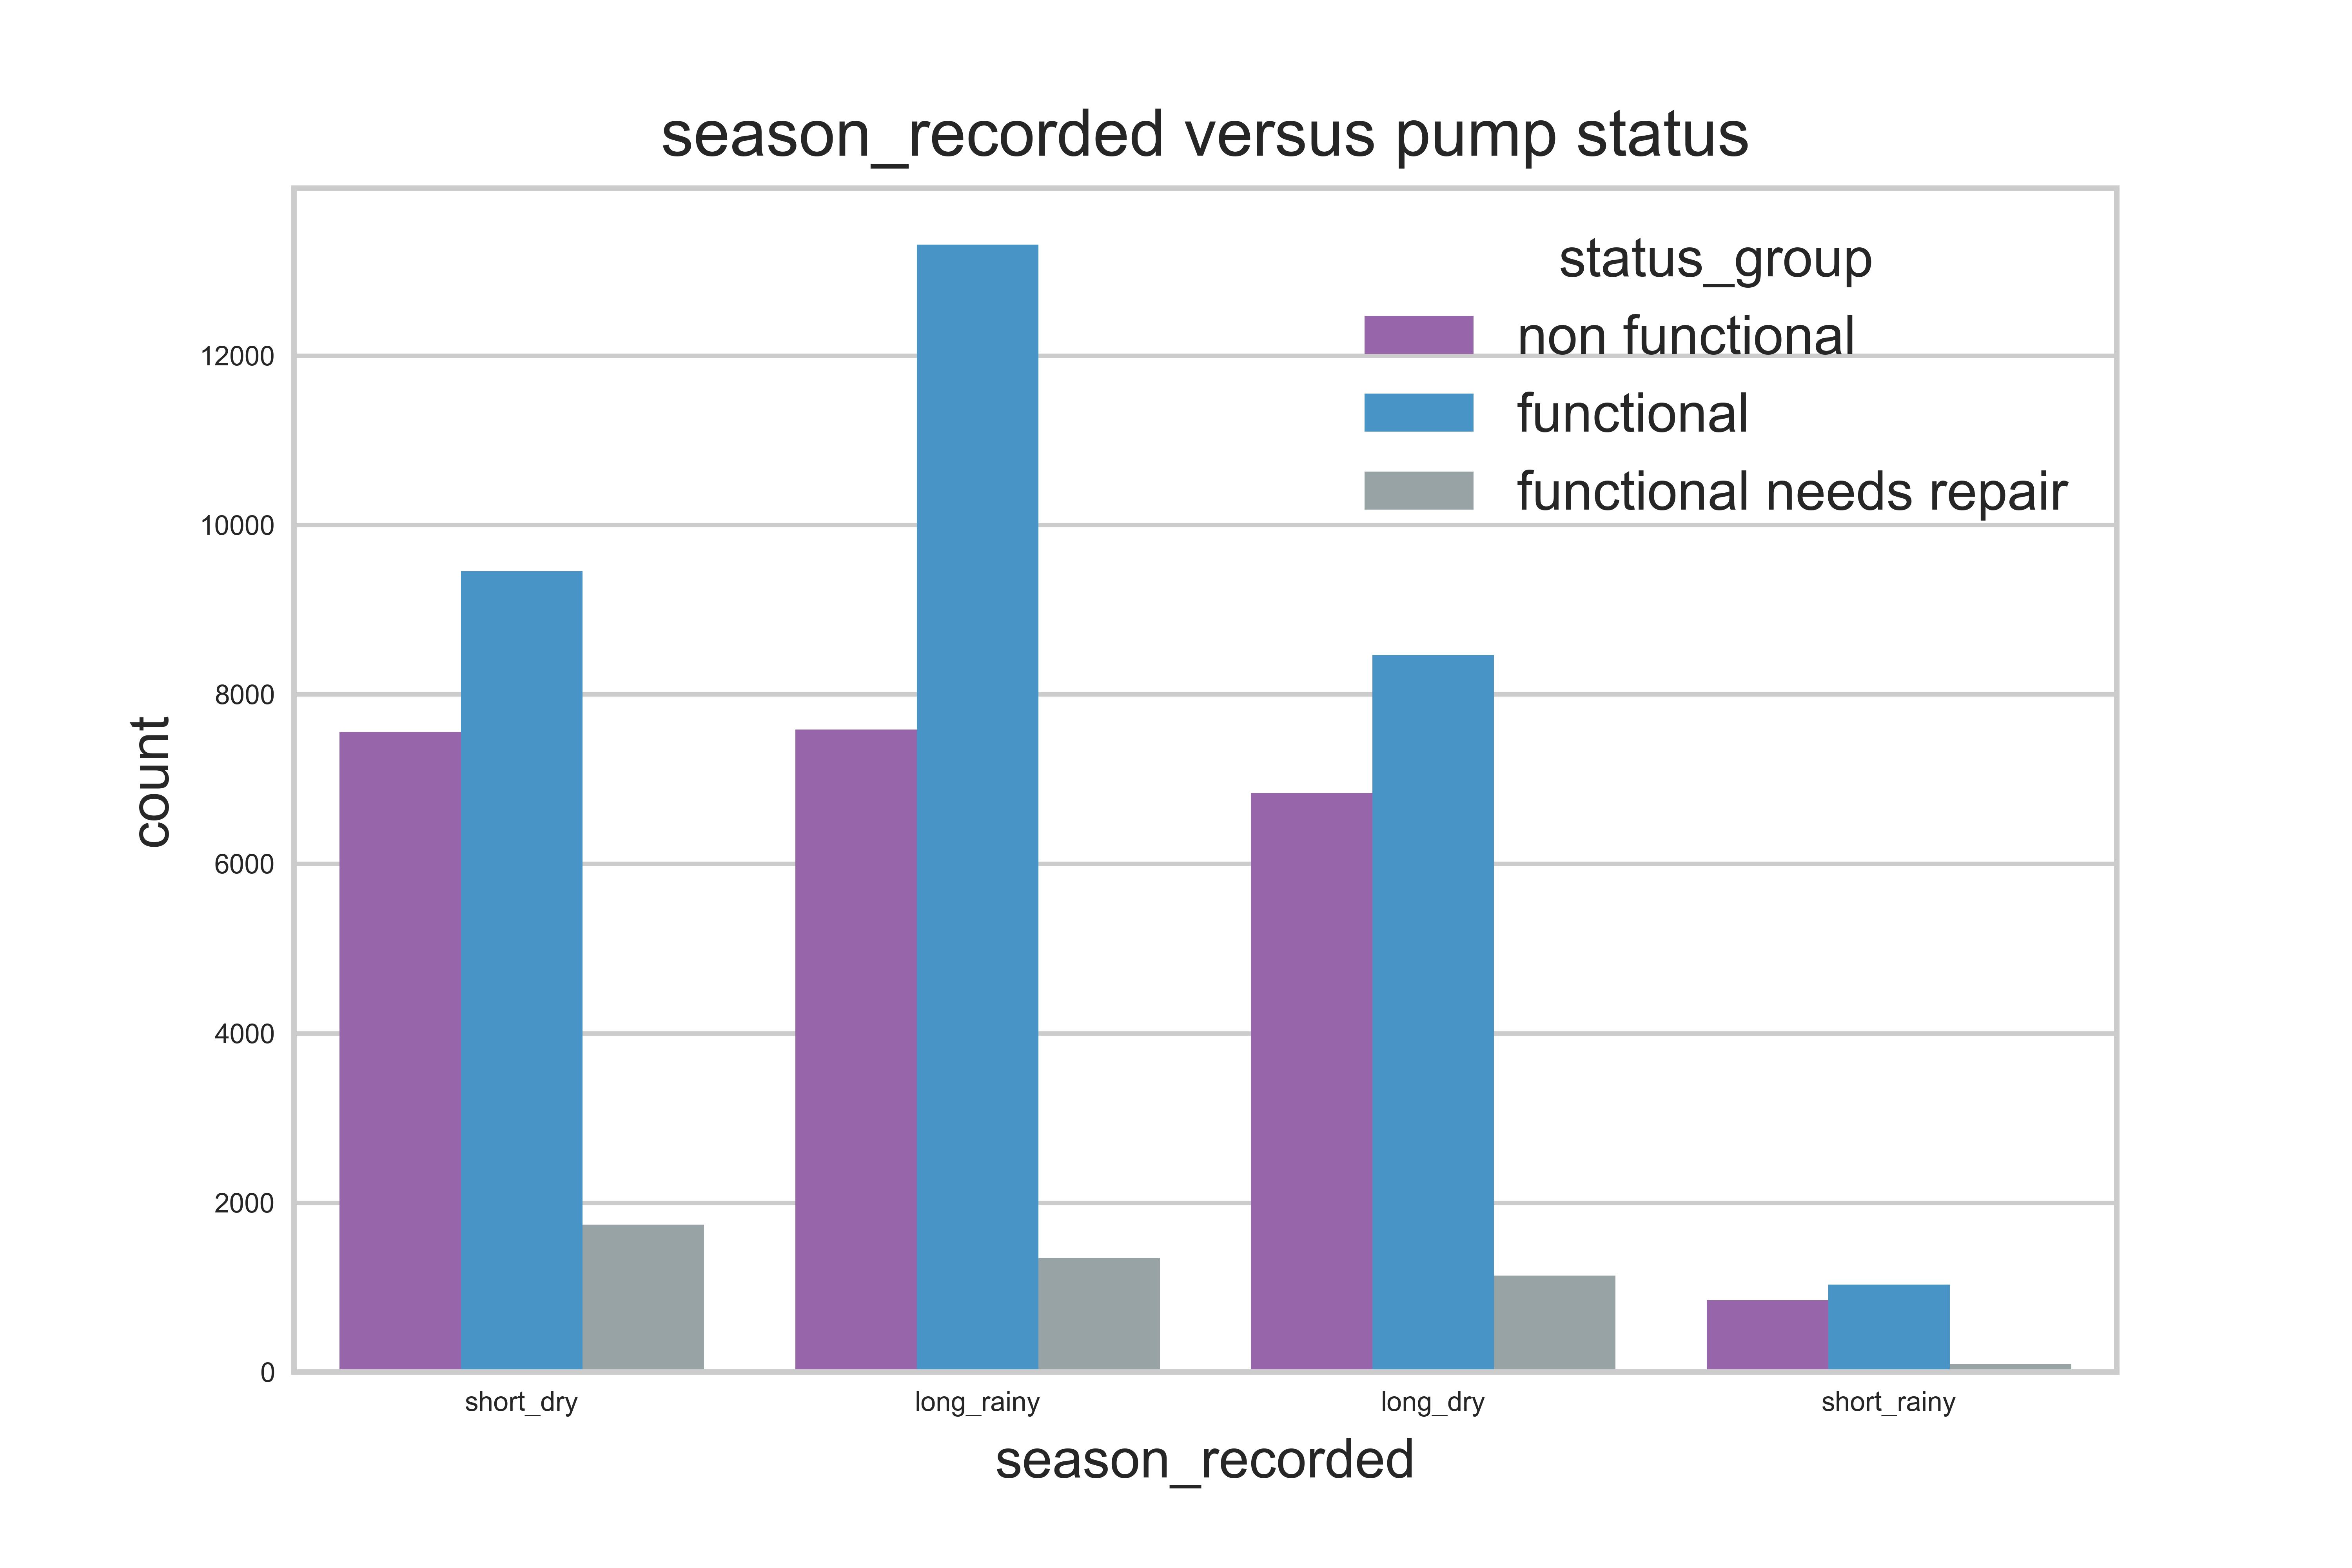 season_recorded versus pump status
status_group
non functional
functional
functional needs repair
count
12000
10000
8000
6000
4000
2000
0
short_dry
long_rainy
long_dry
short_rainy
season_recorded